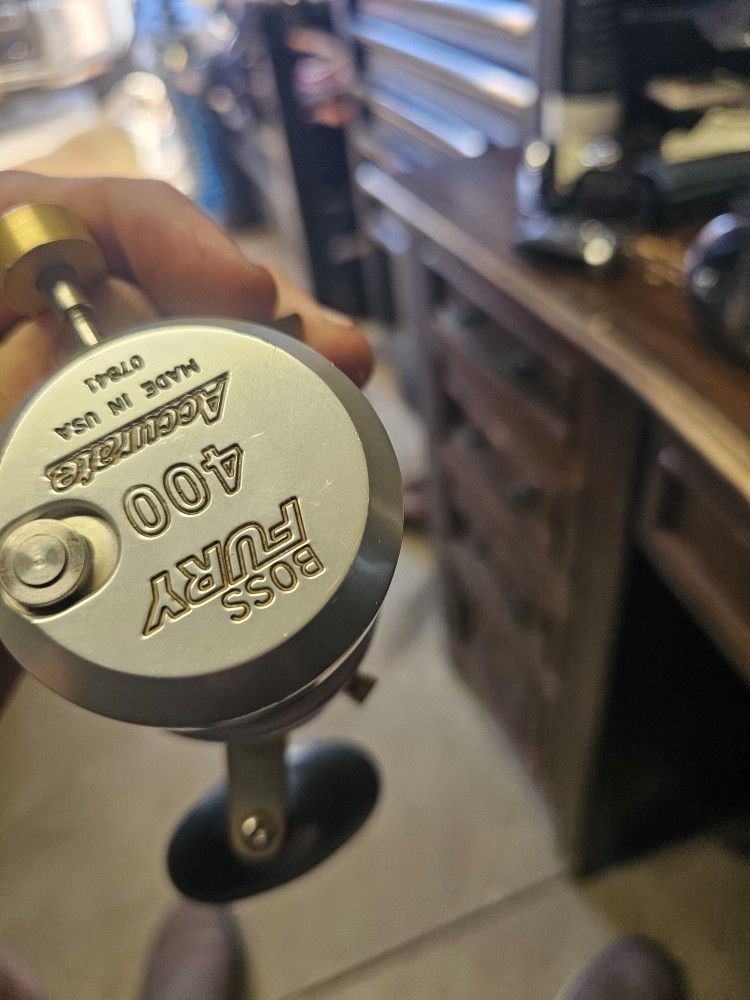 BOSS
FURY
400
Accurate
MADE IN USA
07841